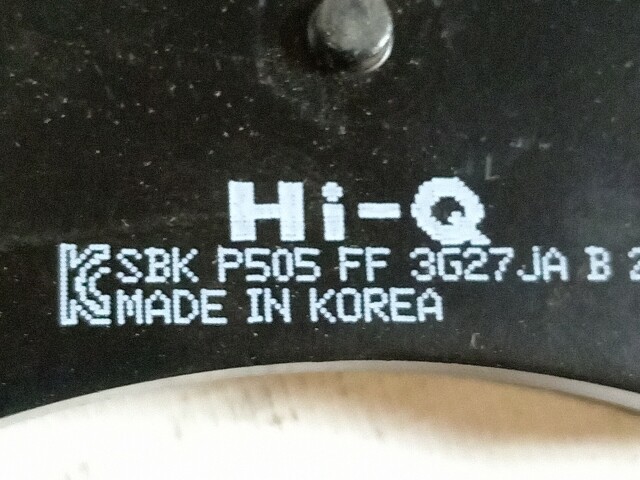 Hi-Q
SBK P505 FF 3G27JA B
MADE IN KOREA